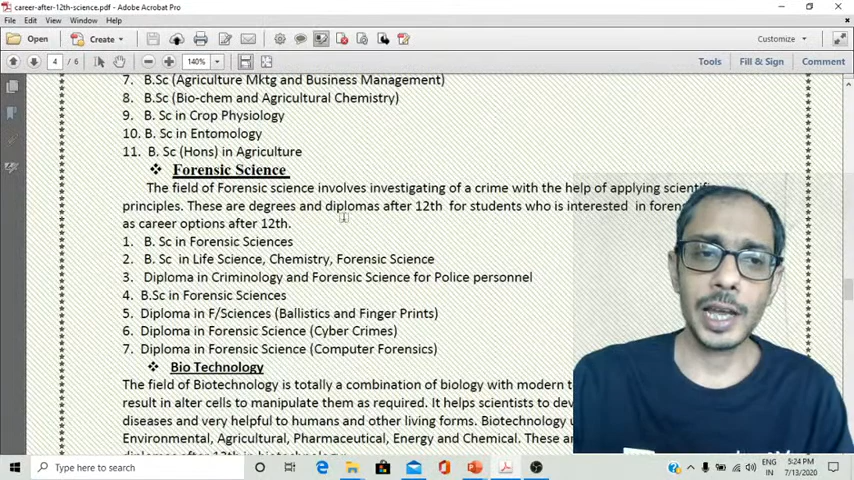 career-after-12th-science.pdf - Adobe Acrobat Pro
File Edit View Window Help
Open Create Customize
4 / 6 140% Tools Fill & Sign Comment
7. B.Sc (Agriculture Mktg and Business Management)
8. B.Sc (Bio-chem and Agricultural Chemistry)
9. B. Sc in Crop Physiology
10. B. Sc in Entomology
11. B. Sc (Hons) in Agriculture
❖ Forensic Science
The field of Forensic science involves investigating of a crime with the help of applying scientif
principles. These are degrees and diplomas after 12th for students who is interested in foren
as career options after 12th.
1. B. Sc in Forensic Sciences
2. B. Sc in Life Science, Chemistry, Forensic Science
3. Diploma in Criminology and Forensic Science for Police personnel
4. B.Sc in Forensic Sciences
5. Diploma in F/Sciences (Ballistics and Finger Prints)
6. Diploma in Forensic Science (Cyber Crimes)
7. Diploma in Forensic Science (Computer Forensics)
❖ Bio Technology
The field of Biotechnology is totally a combination of biology with modern t
result in alter cells to manipulate them as required. It helps scientists to dev
diseases and very helpful to humans and other living forms. Biotechnology u
Environmental, Agricultural, Pharmaceutical, Energy and Chemical. These ar
diplomas after 12th in biotechnology:
Type here to search
ENG 5:24 PM
IN 7/13/2020